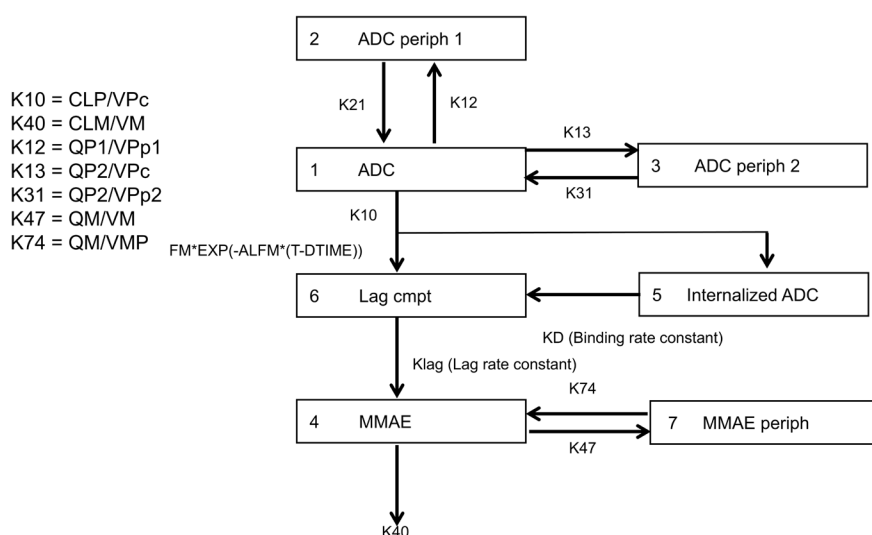 2 ADC periph 1
K21
K12
K10 = CLP/VPc
K40 = CLM/VM
K12 = QP1/VPp1
K13 = QP2/VPc
K31 = QP2/VPp2
K47 = QM/VM
K74 = QM/VMP
K13
1 ADC
3 ADC periph 2
K31
K10
FM*EXP(-ALFM*(T-DTIME))
6 Lag cmpt
5 Internalized ADC
KD (Binding rate constant)
Klag (Lag rate constant)
K74
4 MMAE
7 MMAE periph
K47
K40